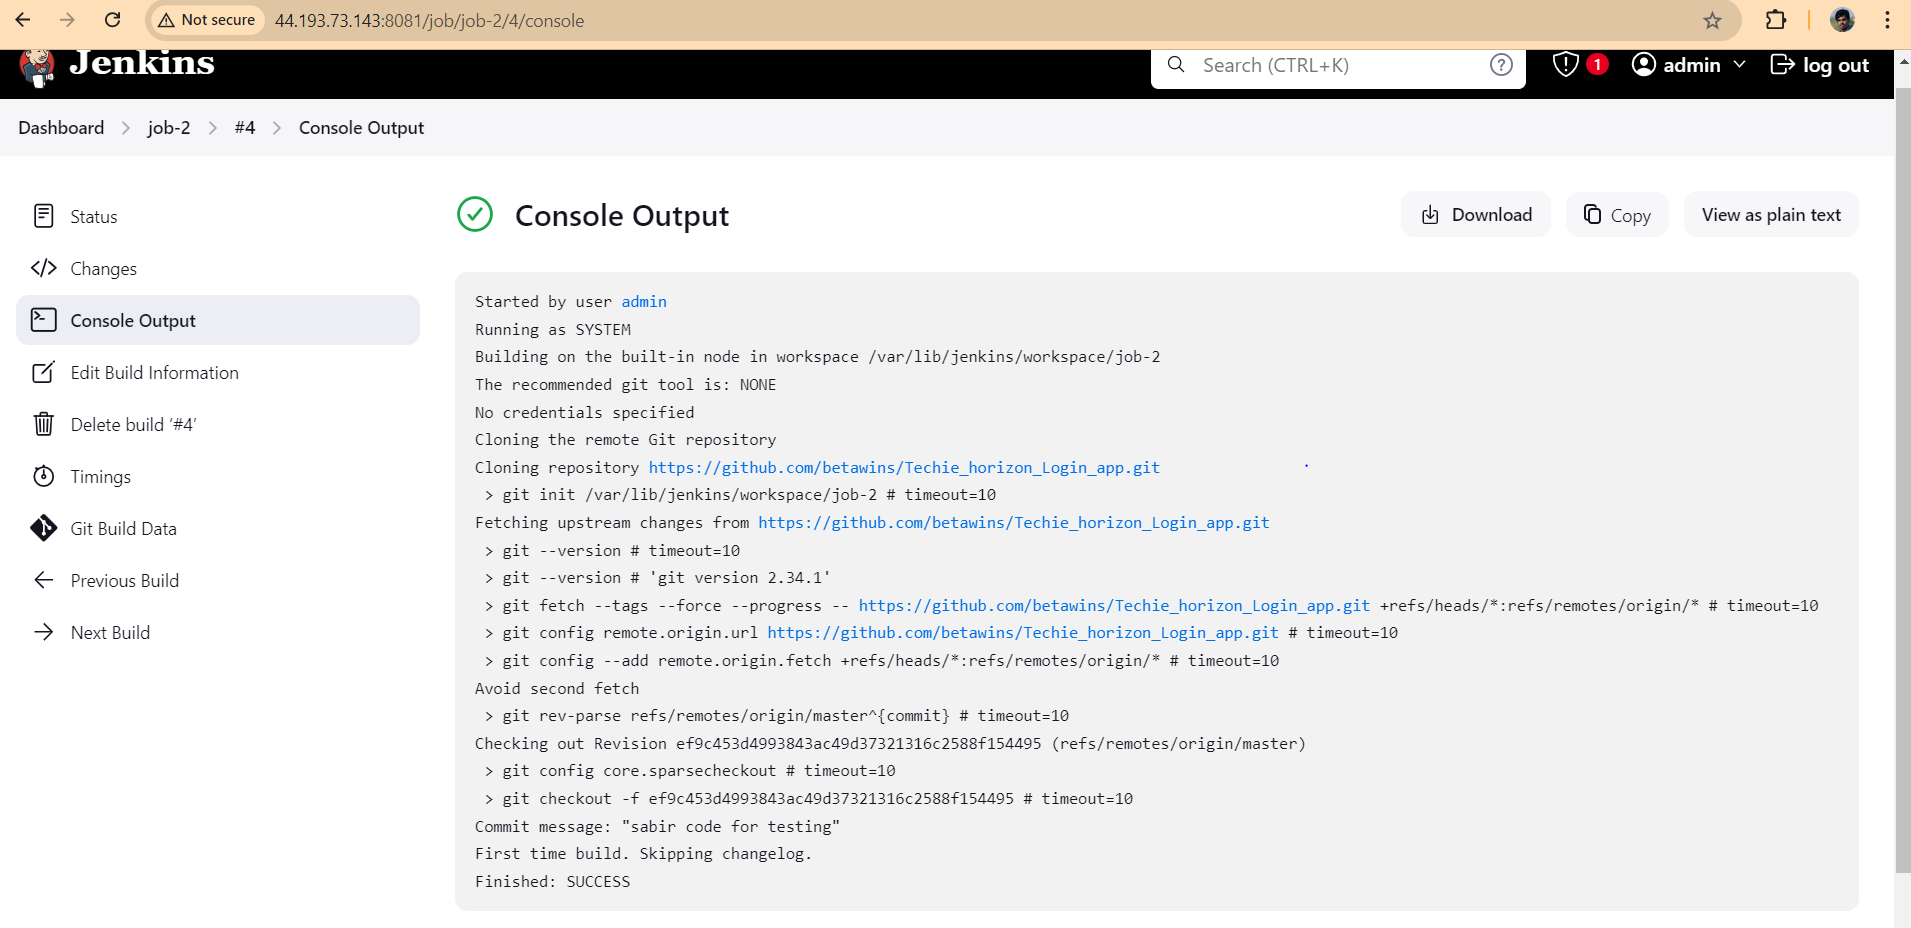 Not secure 44.193.73.143:8081/job/job-2/4/console
Jenkins Search (CTRL+K) ? 1 admin log out
Dashboard job-2 #4 Console Output
Status
Changes
Console Output
Edit Build Information
Delete build ‘#4’
Timings
Git Build Data
Previous Build
Next Build
Console Output Download Copy View as plain text
Started by user admin
Running as SYSTEM
Building on the built-in node in workspace /var/lib/jenkins/workspace/job-2
The recommended git tool is: NONE
No credentials specified
Cloning the remote Git repository
Cloning repository https://github.com/betawins/Techie_horizon_Login_app.git
> git init /var/lib/jenkins/workspace/job-2 # timeout=10
Fetching upstream changes from https://github.com/betawins/Techie_horizon_Login_app.git
> git --version # timeout=10
> git --version # 'git version 2.34.1'
> git fetch --tags --force --progress -- https://github.com/betawins/Techie_horizon_Login_app.git +refs/heads/*:refs/remotes/origin/* # timeout=10
> git config remote.origin.url https://github.com/betawins/Techie_horizon_Login_app.git # timeout=10
> git config --add remote.origin.fetch +refs/heads/*:refs/remotes/origin/* # timeout=10
Avoid second fetch
> git rev-parse refs/remotes/origin/master^{commit} # timeout=10
Checking out Revision ef9c453d4993843ac49d37321316c2588f154495 (refs/remotes/origin/master)
> git config core.sparsecheckout # timeout=10
> git checkout -f ef9c453d4993843ac49d37321316c2588f154495 # timeout=10
Commit message: "sabir code for testing"
First time build. Skipping changelog.
Finished: SUCCESS